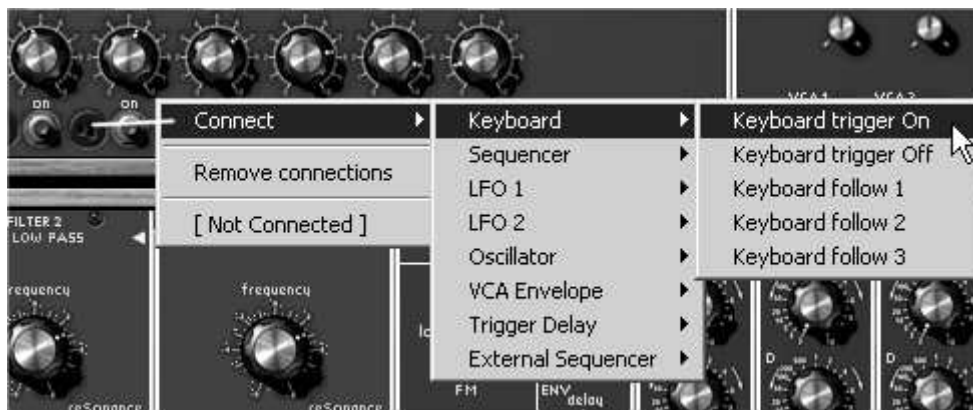 VCA1 VCA2
on on
Connect
Remove connections
[ Not Connected ]
Keyboard
Sequencer
LFO 1
LFO 2
Oscillator
VCA Envelope
Trigger Delay
External Sequencer
Keyboard trigger On
Keyboard trigger Off
Keyboard follow 1
Keyboard follow 2
Keyboard follow 3
FILTER 2
LOW PASS
frequency
frequency
resonance
resonance
FM
ENV
delay
D
D